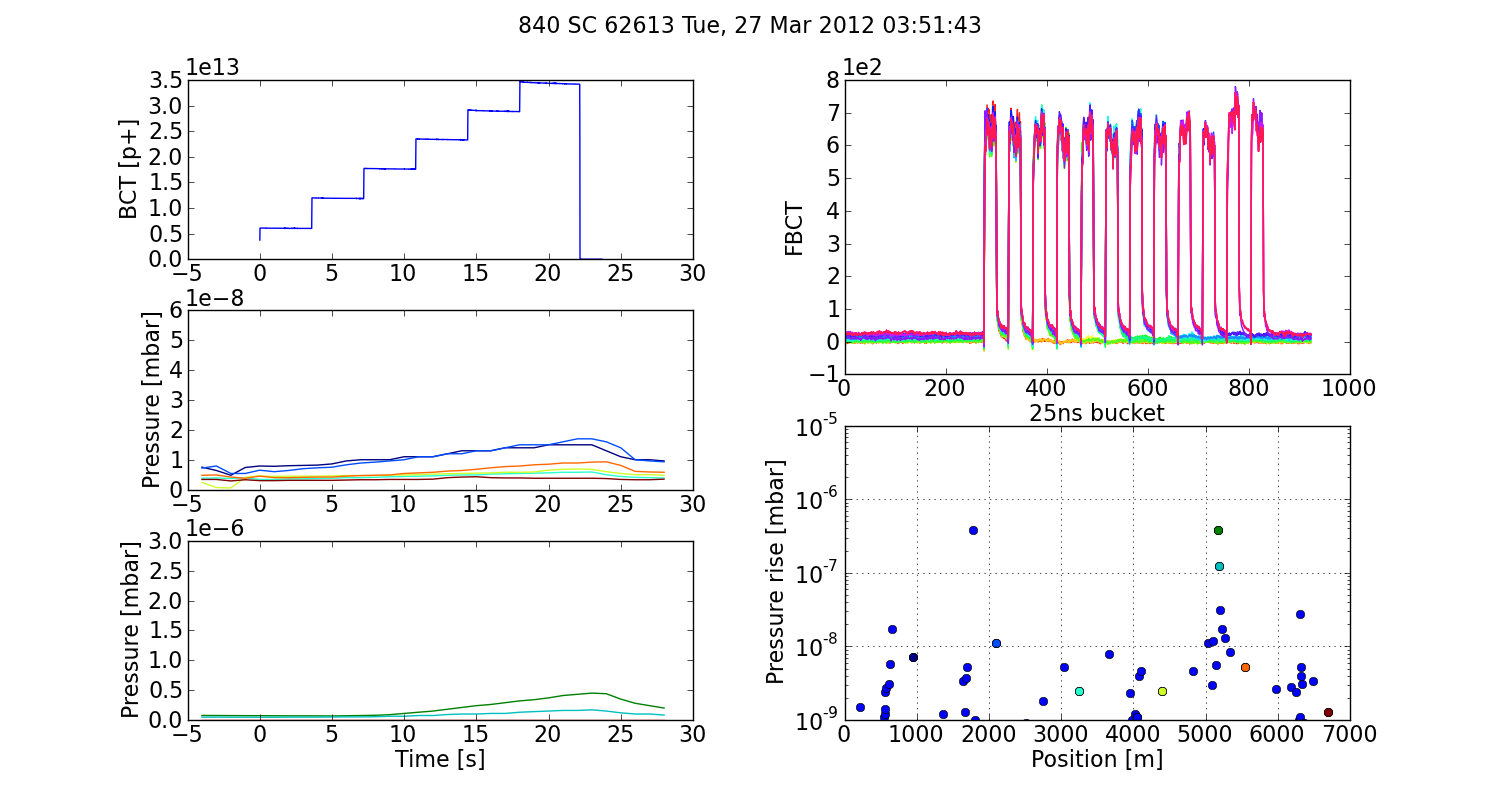 840 SC 62613 Tue, 27 Mar 2012 03:51:43
1e13
3.5
3.0
2.5
2.0
1.5
1.0
0.5
0.0
BCT [p+]
−5 0 5 10 15 20 25 30
1e−8
6
5
4
3
2
1
0
Pressure [mbar]
−5 0 5 10 15 20 25 30
1e−6
3.0
2.5
2.0
1.5
1.0
0.5
0.0
Pressure [mbar]
−5 0 5 10 15 20 25 30
Time [s]
1e2
8
7
6
5
4
3
2
1
0
−1
FBCT
0 200 400 600 800 1000
25ns bucket
10^-5
10^-6
10^-7
10^-8
10^-9
Pressure rise [mbar]
0 1000 2000 3000 4000 5000 6000 7000
Position [m]